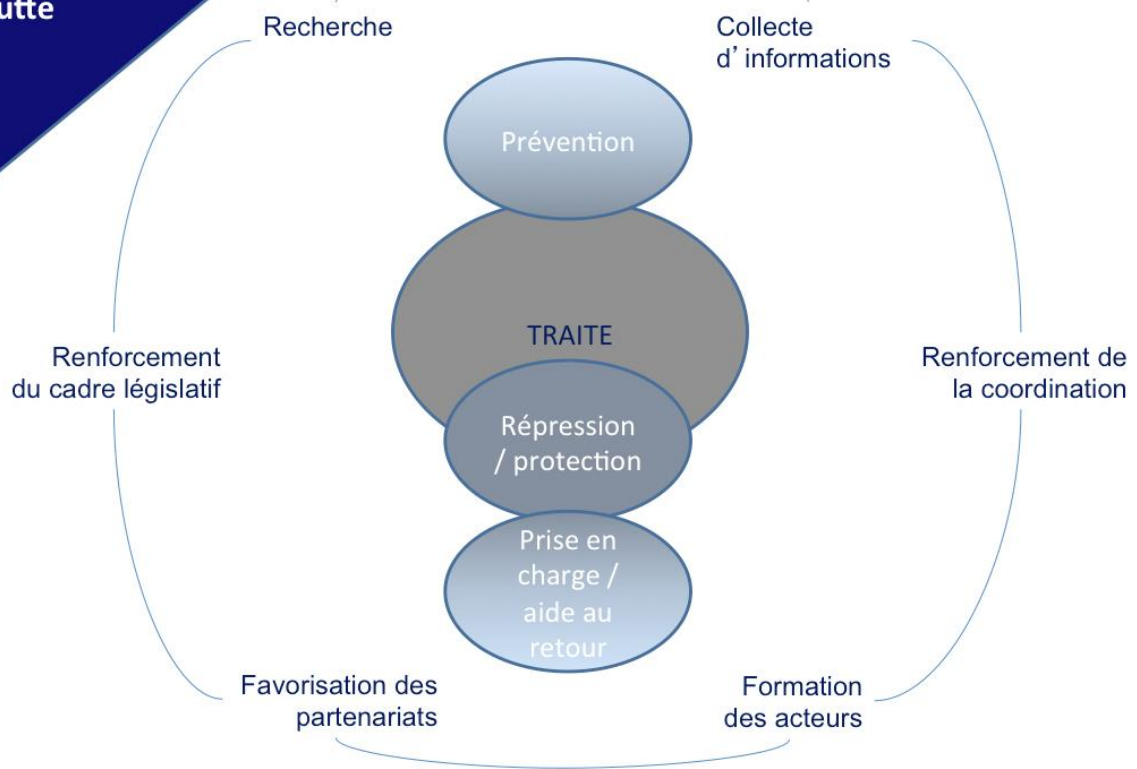 Recherche
Collecte
d'informations
Prévention
TRAITE
Renforcement
du cadre législatif
Renforcement de
la coordination
Répression
/ protection
Prise en
charge /
aide au
retour
Favorisation des
partenariats
Formation
des acteurs